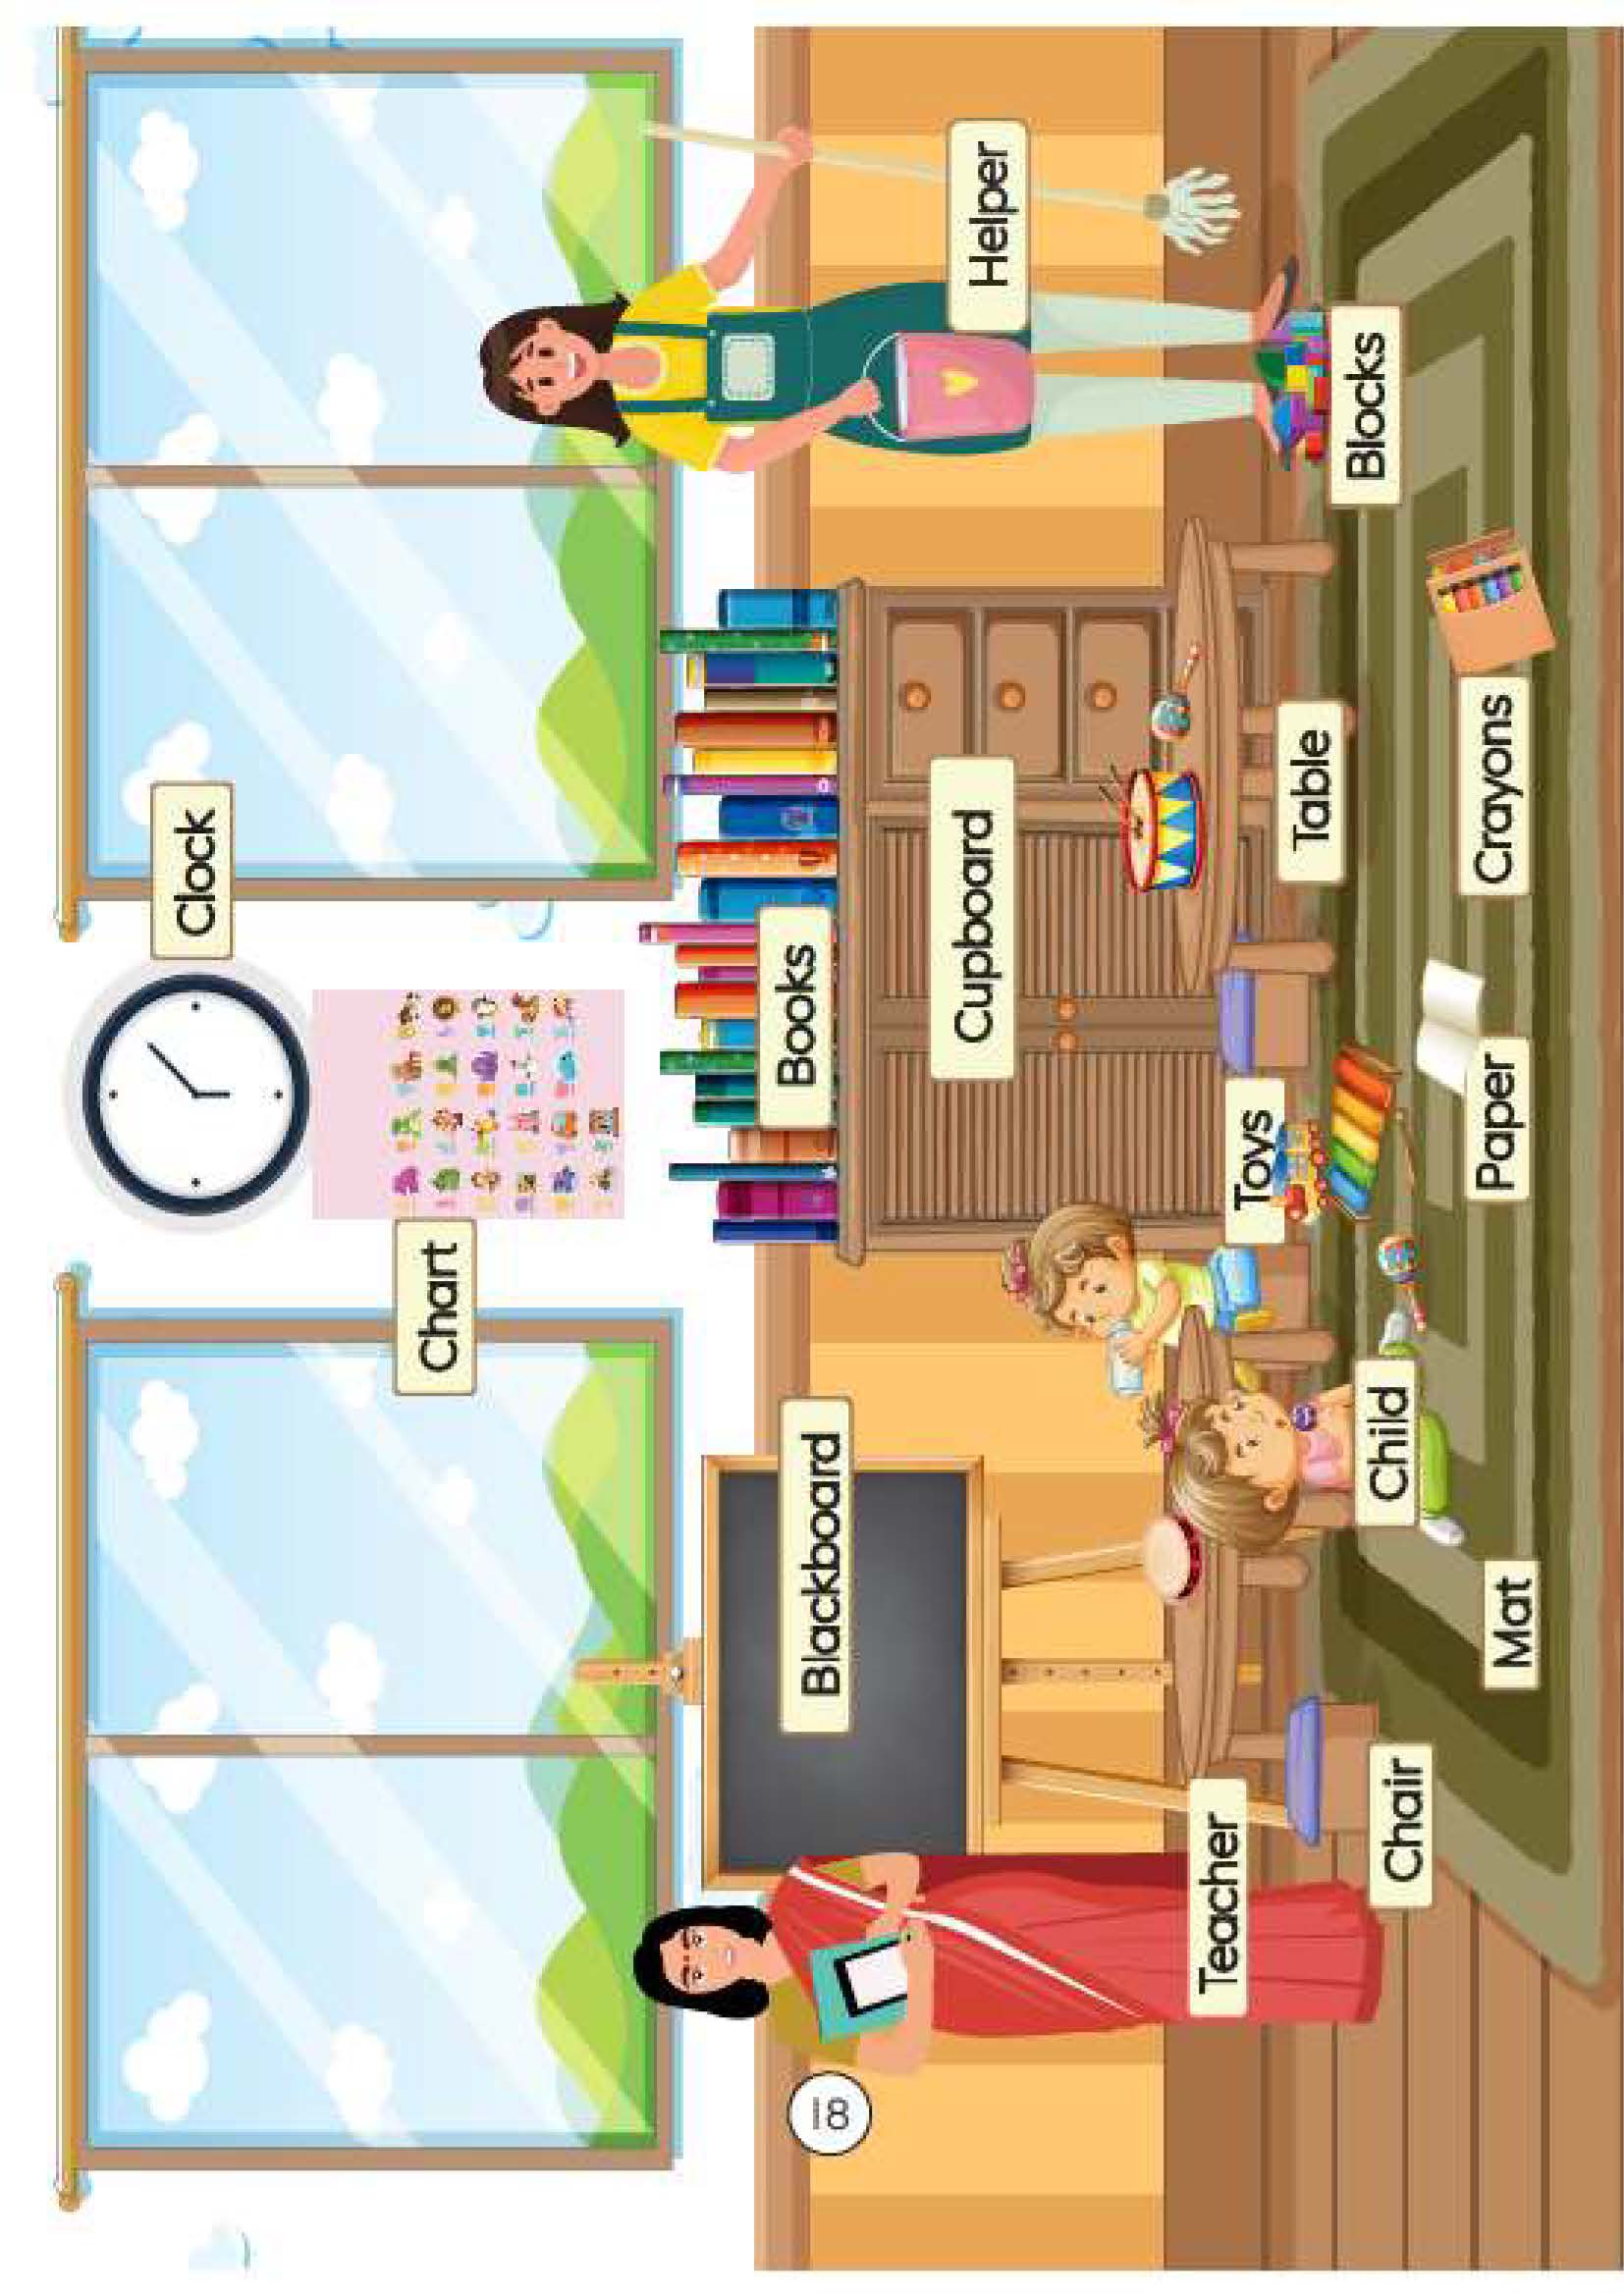 Clock
Chart
Books
Blackboard
18
Cupboard
Helper
Teacher
Toys
Table
Blocks
Child
Chair
Paper
Crayons
Mat